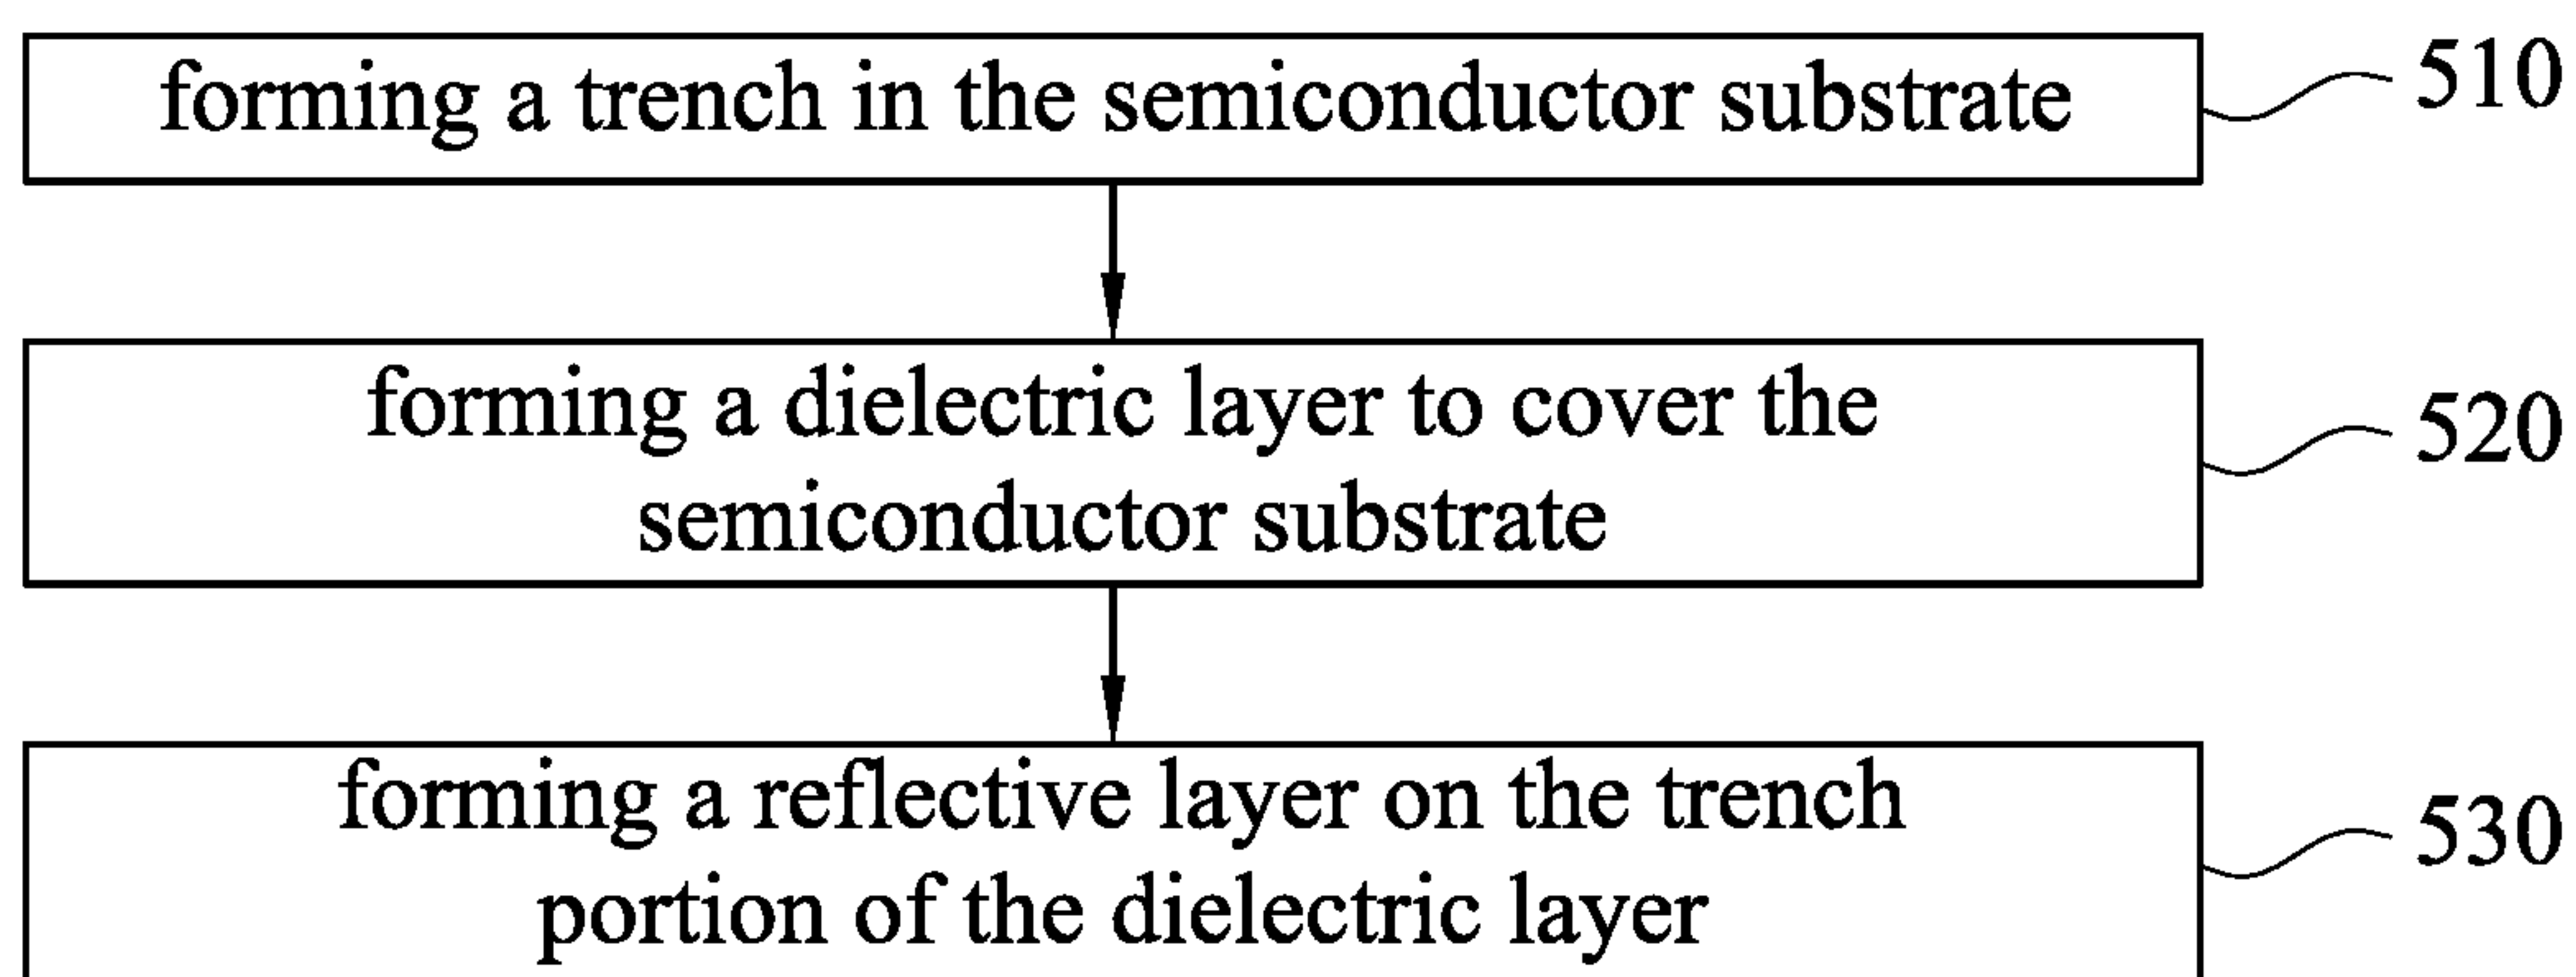 forming a trench in the semiconductor substrate
510
forming a dielectric layer to cover the
semiconductor substrate
520
forming a reflective layer on the trench
portion of the dielectric layer
530